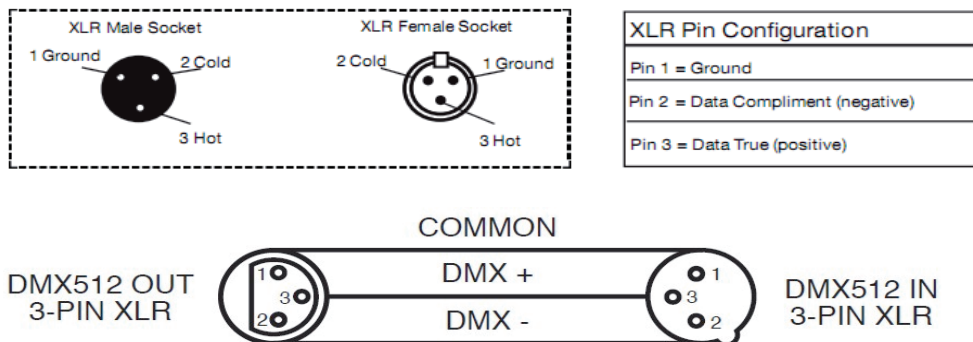 XLR Male Socket
1 Ground
2 Cold
3 Hot
XLR Female Socket
2 Cold
1 Ground
3 Hot
XLR Pin Configuration
Pin 1 = Ground
Pin 2 = Data Compliment (negative)
Pin 3 = Data True (positive)
COMMON
DMX512 OUT
3-PIN XLR
1
3
2
DMX +
DMX -
1
3
2
DMX512 IN
3-PIN XLR